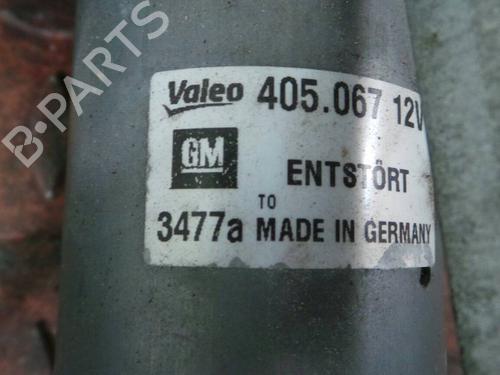 B-PARTS
Valeo 405.067 12V
GM
ENTSTÖRT
TO
3477a MADE IN GERMANY